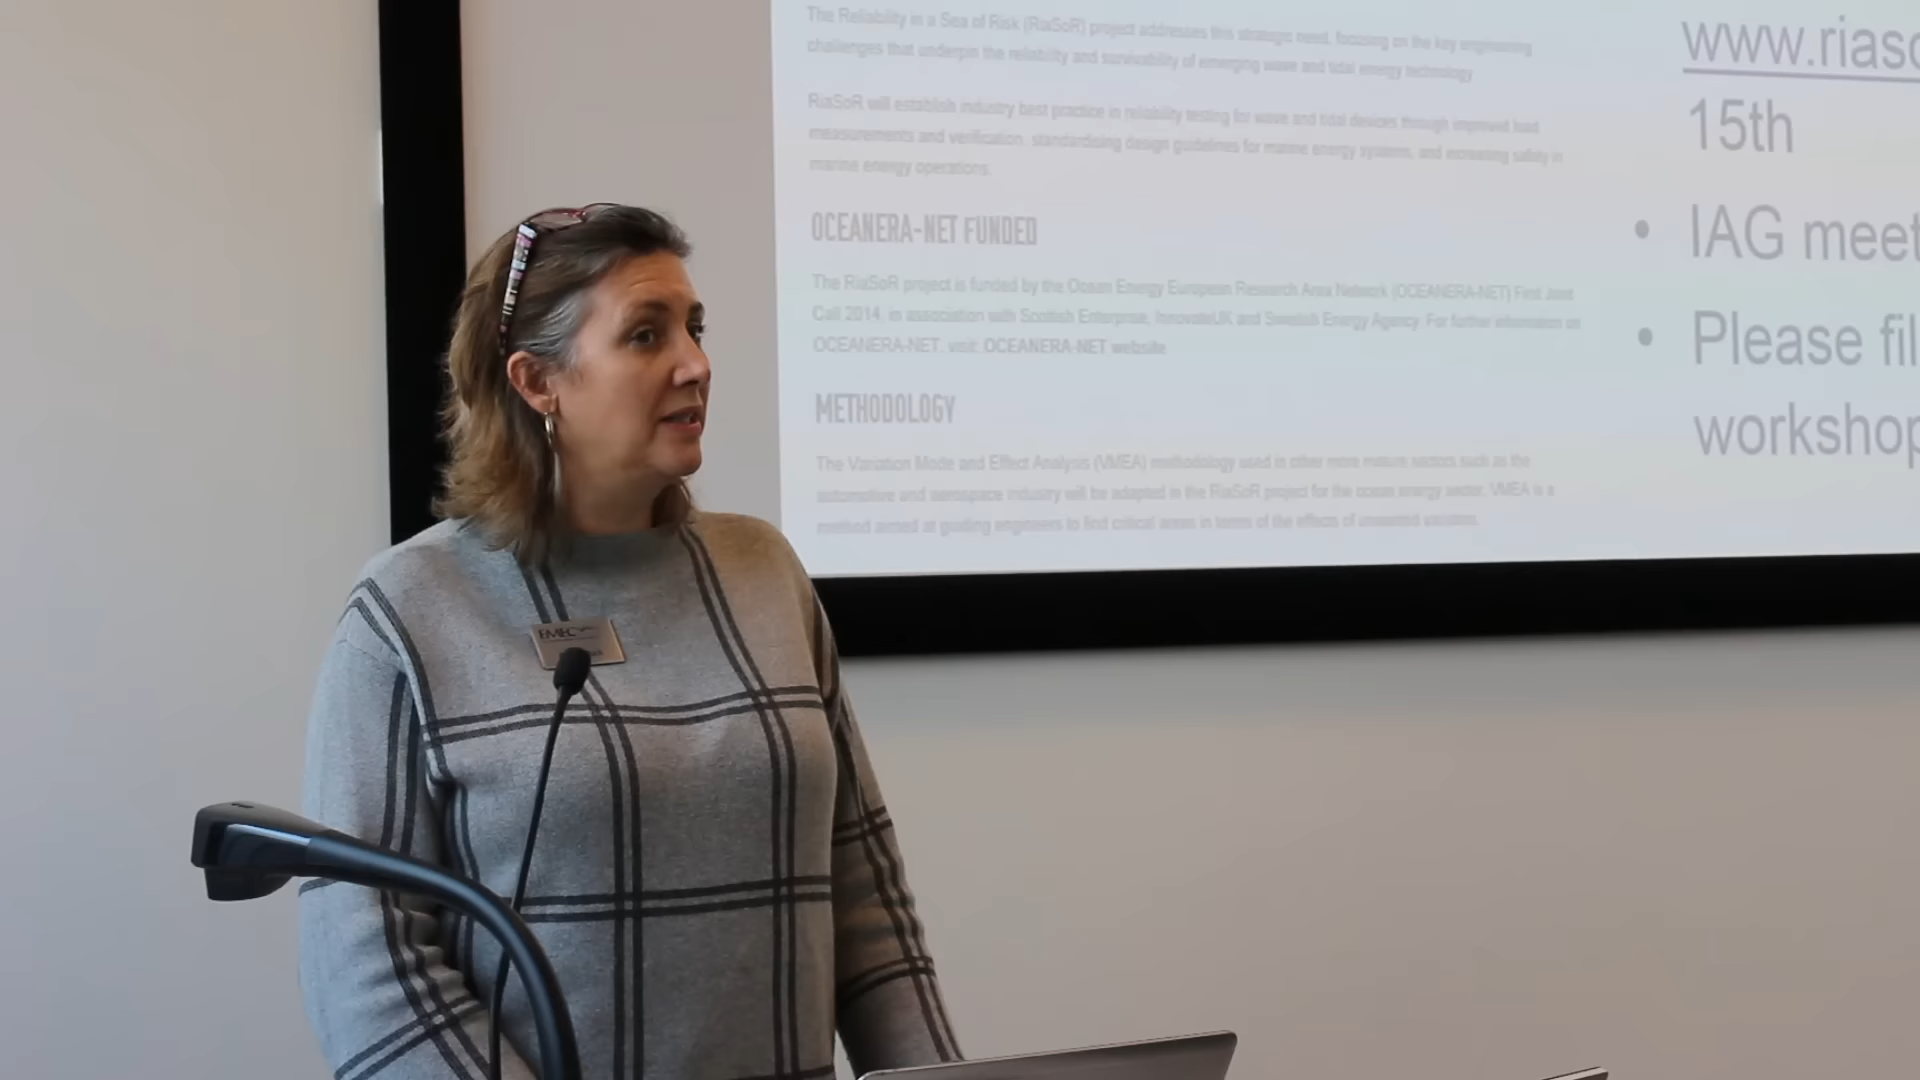 The Reliability in a Sea of Risk (RiaSoR) project addresses this strategic need, focusing on the key engineering
challenges that underpin the reliability and survivability of emerging wave and tidal energy technology
RiaSoR will establish industry best practice in reliability testing for wave and tidal devices through improved load
measurements and verification, standardising design guidelines for marine energy systems, and increasing safety in
marine energy operations.
OCEANERA-NET FUNDED
The RiaSoR project is funded by the Ocean Energy European Research Area Network (OCEANERA-NET) First Joint
Call 2014, in association with Scottish Enterprise, InnovateUK and Swedish Energy Agency. For further information on
OCEANERA-NET, visit: OCEANERA-NET website
METHODOLOGY
The Variation Mode and Effect Analysis (VMEA) methodology used in other more mature sectors such as the
automotive and aerospace industry will be adapted in the RiaSoR project for the ocean energy sector. VMEA is a
method aimed at guiding engineers to find critical areas in terms of the effects of unwanted variation.
www.riaso
15th
• IAG meet
• Please fil
workshop
EMEC